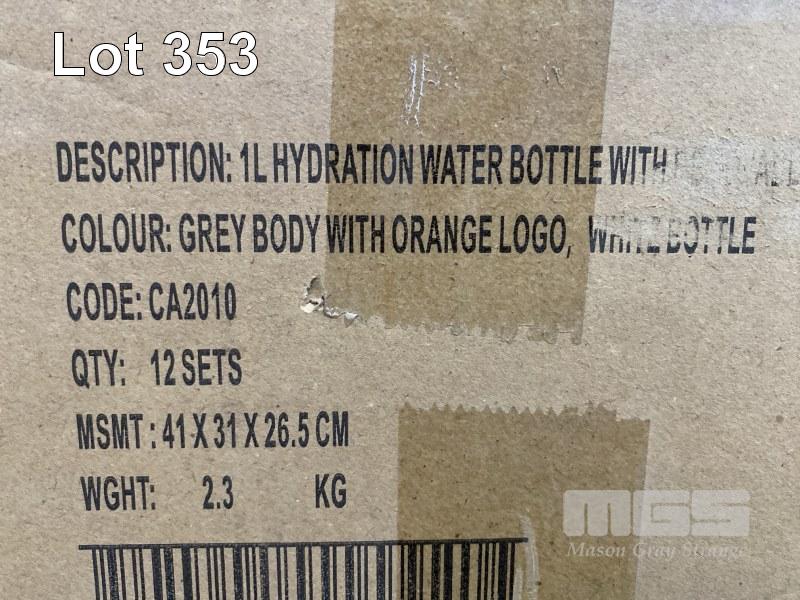 Lot 353
DESCRIPTION: 1L HYDRATION WATER BOTTLE WITH
COLOUR: GREY BODY WITH ORANGE LOGO, WHITE BOTTLE
CODE: CA2010
QTY: 12 SETS
MSMT : 41 X 31 X 26.5 CM
WGHT: 2.3 KG
MGS
Mason Gray Strange